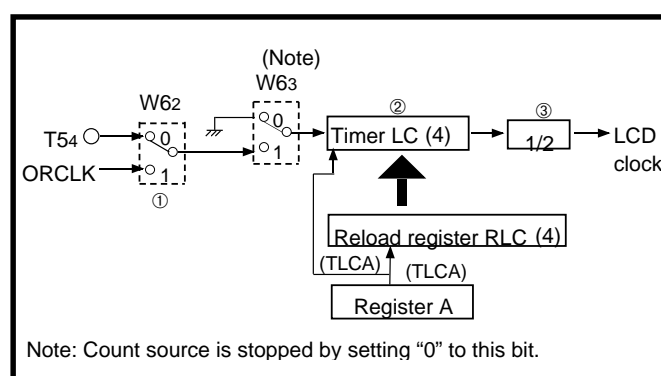 (Note)
W63
W62
0
1
T54
ORCLK
0
1
①
②
Timer LC (4)
③
1/2
LCD
clock
Reload register RLC (4)
(TLCA)
(TLCA)
Register A
Note: Count source is stopped by setting “0” to this bit.